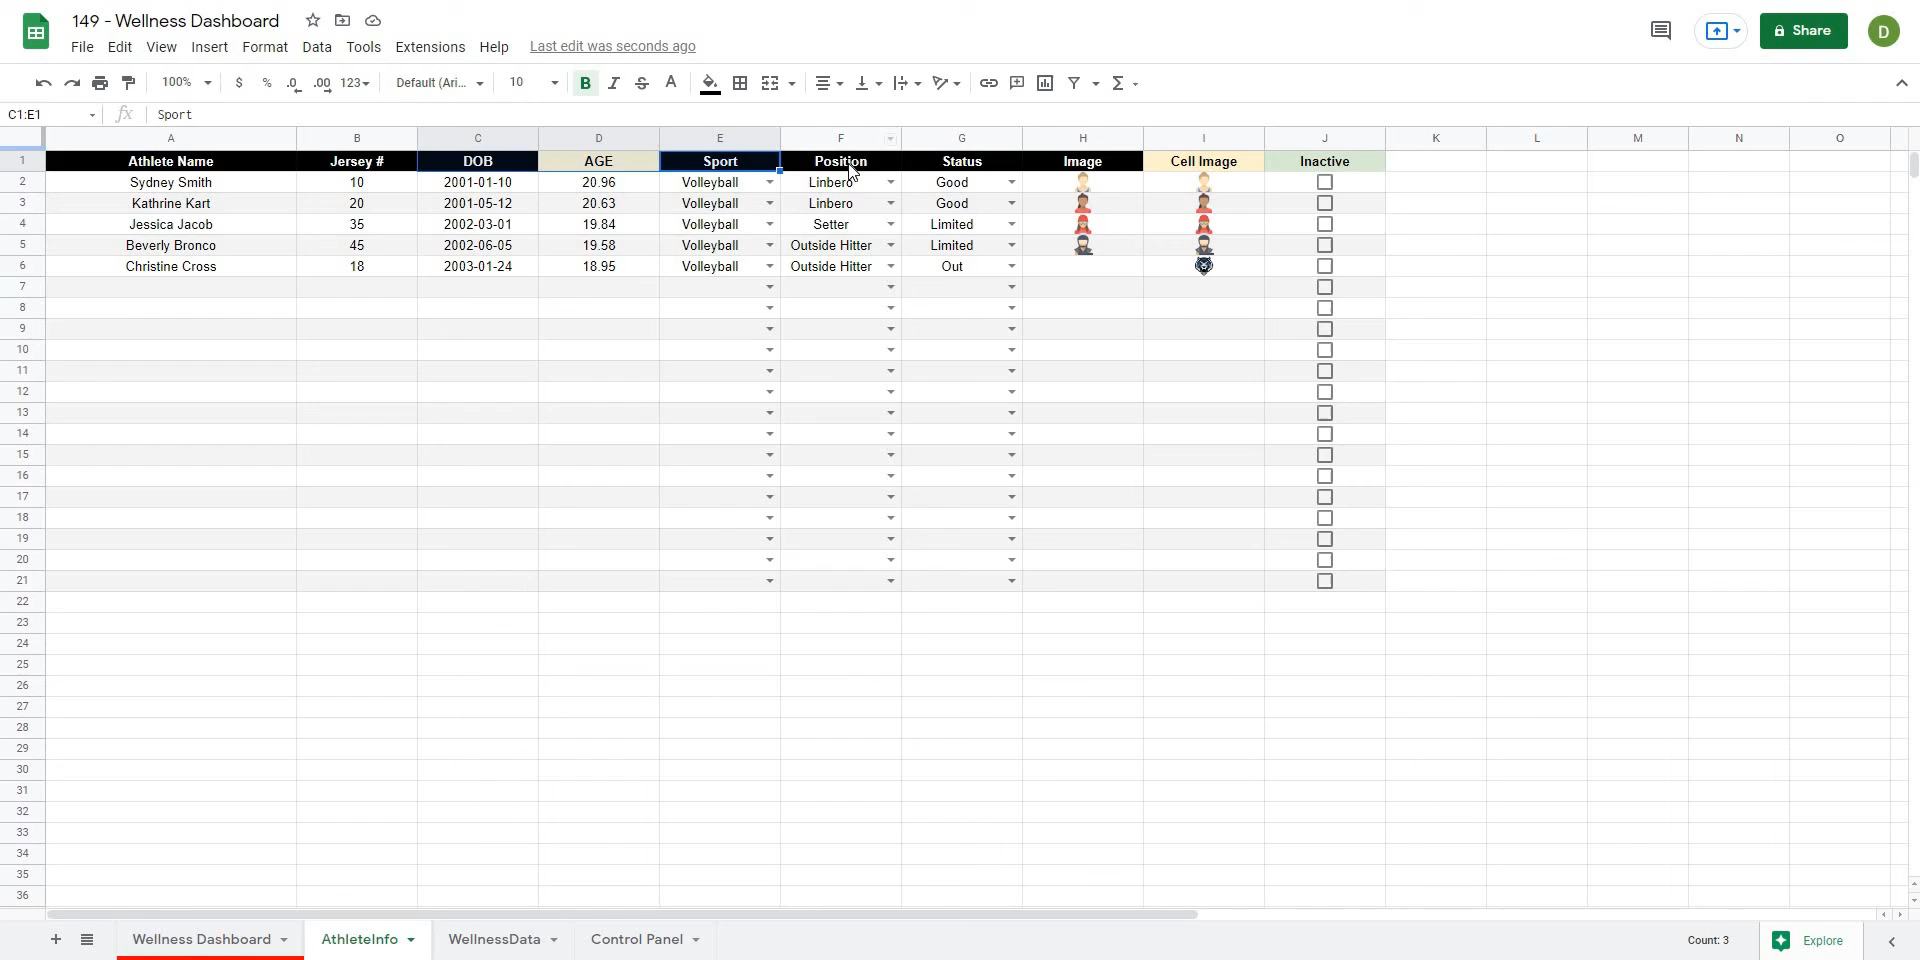 149 - Wellness Dashboard
Share
D
File Edit View Insert Format Data Tools Extensions Help Last edit was seconds ago
100% $ % .0 .00 123 Default (Ari... 10 B I S A
C1:E1 fx Sport
A B C D E F G H I J K L M N O
1 Athlete Name Jersey # DOB AGE Sport Position Status Image Cell Image Inactive
2 Sydney Smith 10 2001-01-10 20.96 Volleyball Linbero Good
3 Kathrine Kart 20 2001-05-12 20.63 Volleyball Linbero Good
4 Jessica Jacob 35 2002-03-01 19.84 Volleyball Setter Limited
5 Beverly Bronco 45 2002-06-05 19.58 Volleyball Outside Hitter Limited
6 Christine Cross 18 2003-01-24 18.95 Volleyball Outside Hitter Out
7
8
9
10
11
12
13
14
15
16
17
18
19
20
21
22
23
24
25
26
27
28
29
30
31
32
33
34
35
36
Wellness Dashboard AthleteInfo WellnessData Control Panel Count: 3 Explore